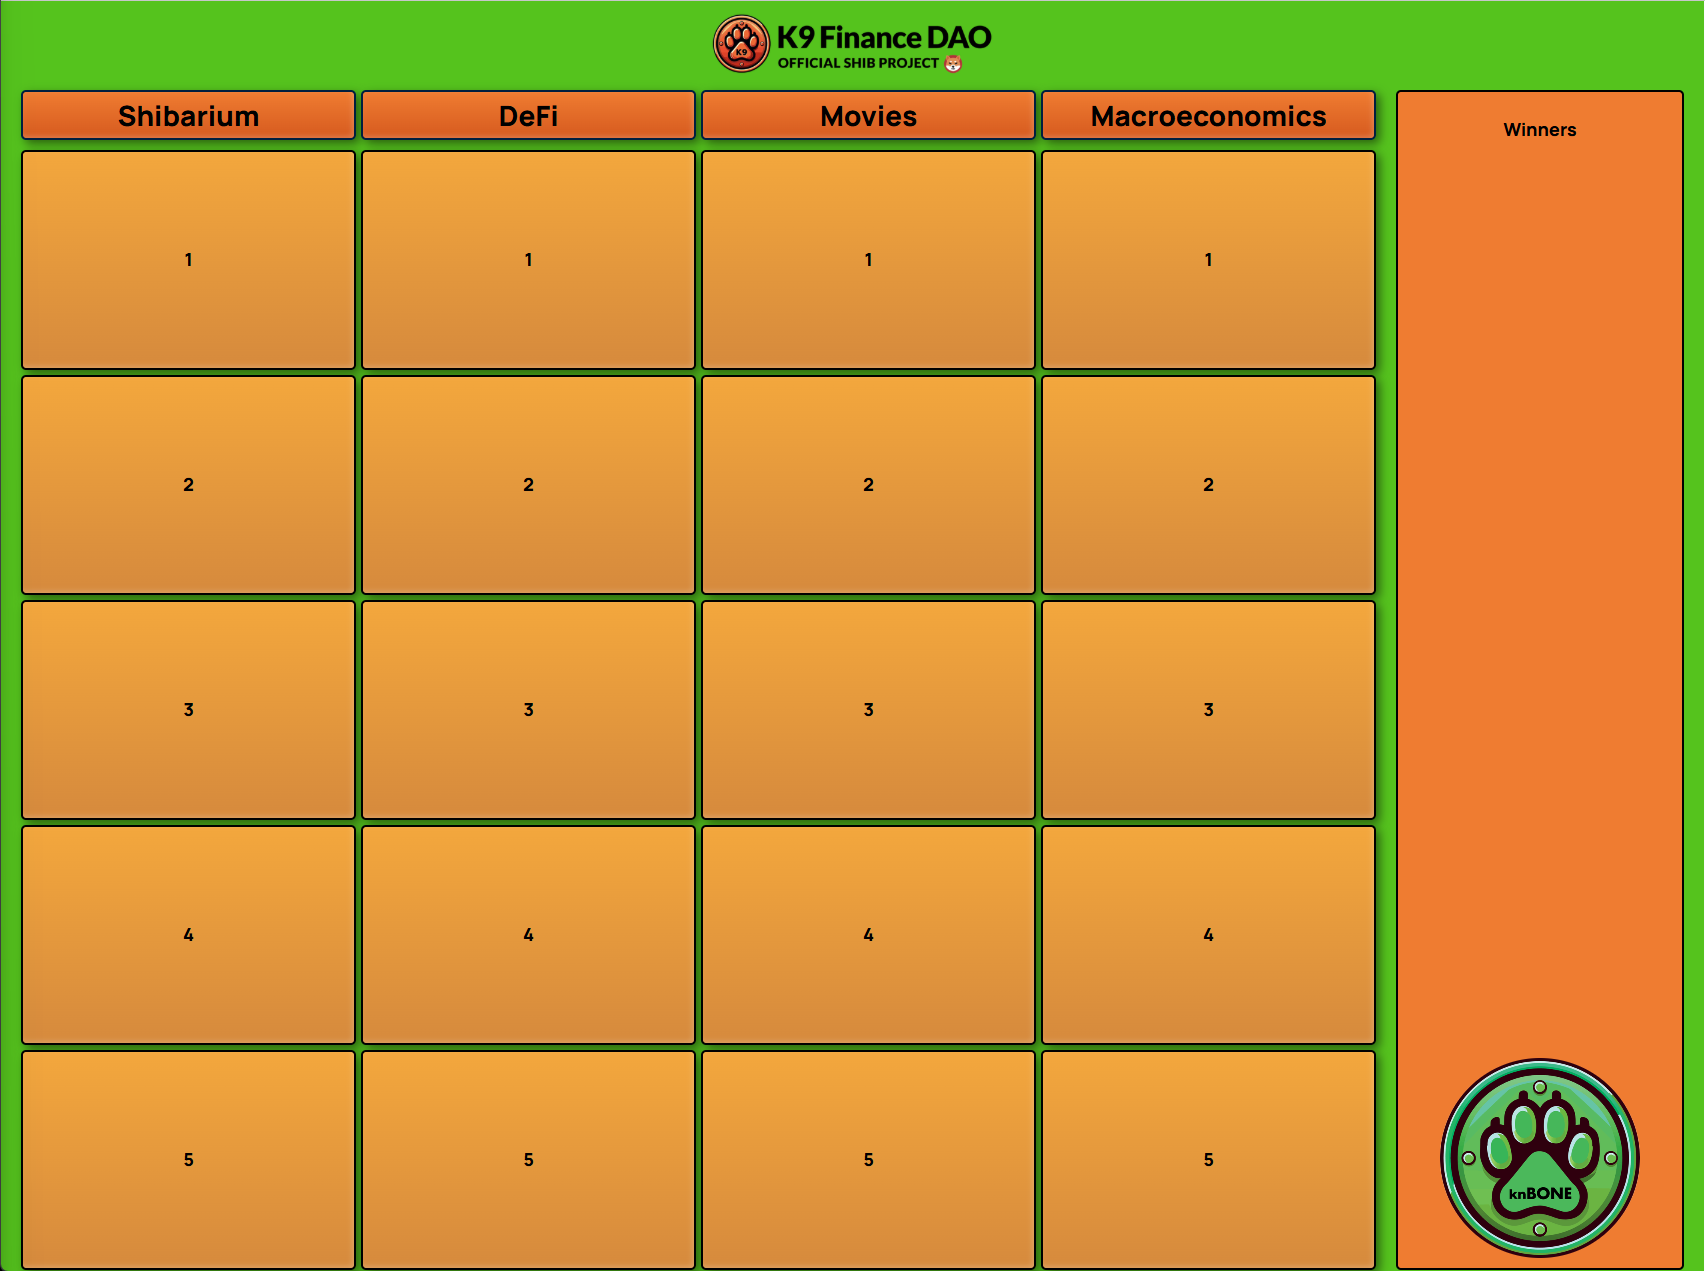 K9
K9 Finance DAO
OFFICIAL SHIB PROJECT
Shibarium DeFi Movies Macroeconomics
Winners
1 1 1 1
2 2 2 2
3 3 3 3
4 4 4 4
5 5 5 5
knBONE